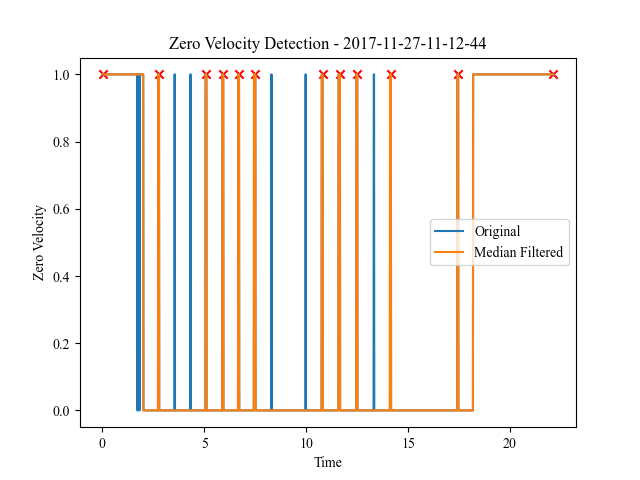 Zero Velocity Detection - 2017-11-27-11-12-44
1.0
0.8
0.6
0.4
0.2
0.0
Zero Velocity
Original
Median Filtered
0 5 10 15 20
Time